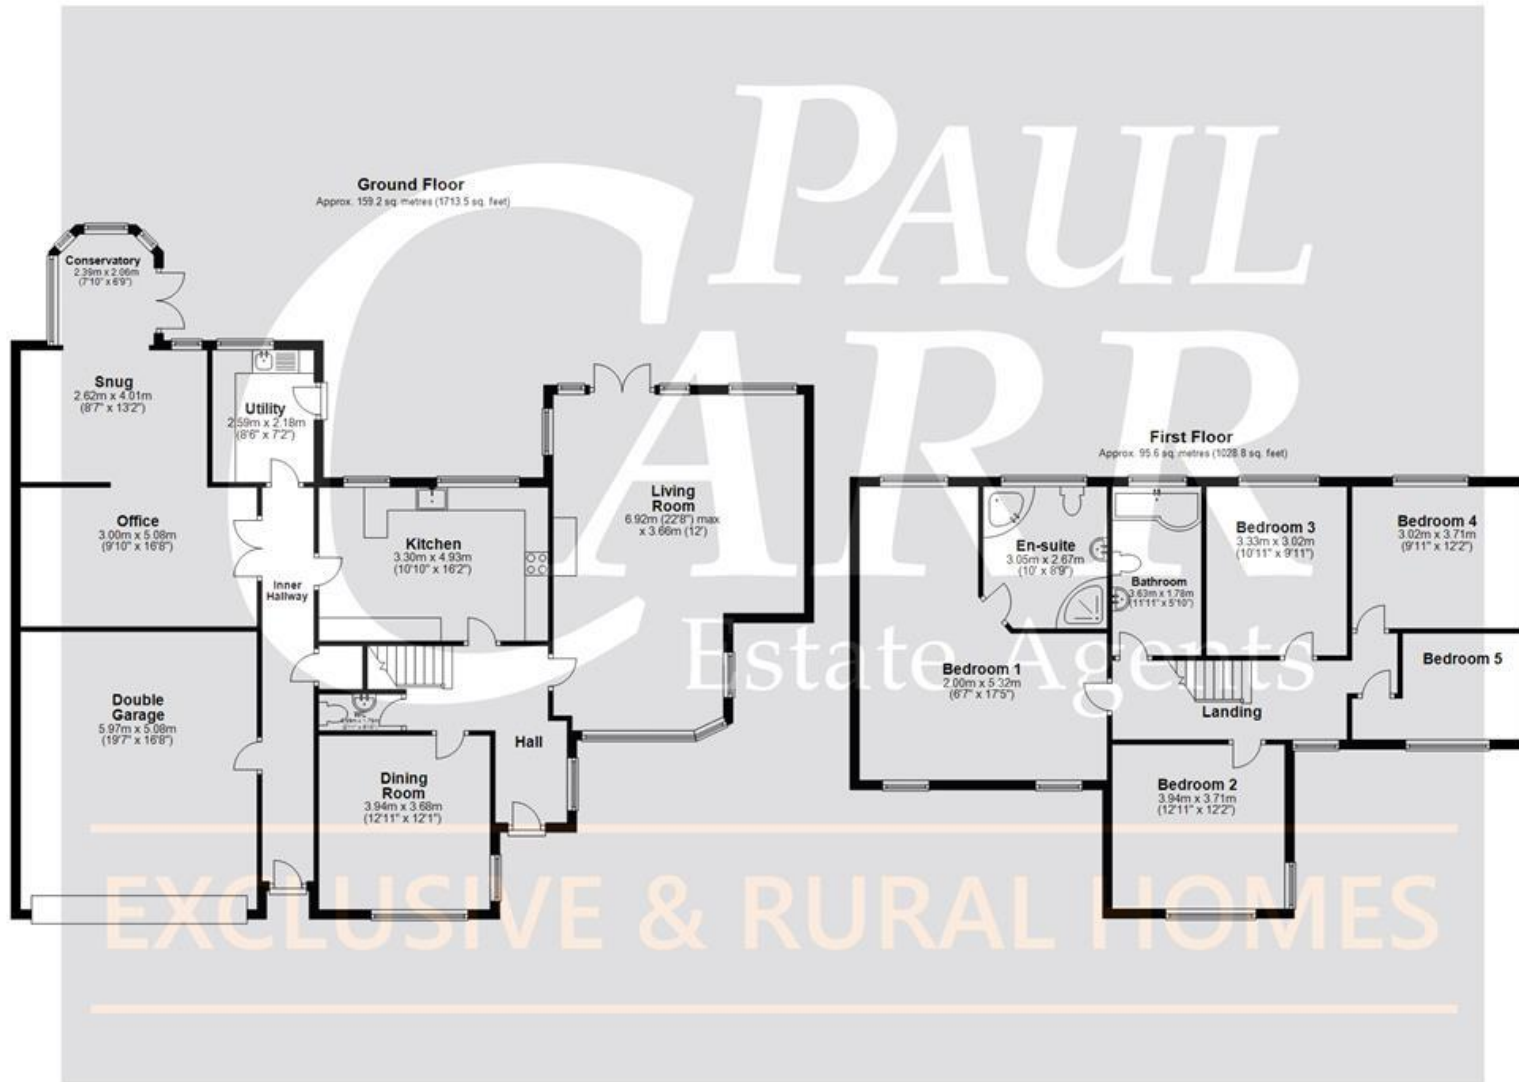 PAUL
CARR
Estate Agents
EXCLUSIVE & RURAL HOMES
Ground Floor
Approx. 159.2 sq. metres (1713.5 sq. feet)
Conservatory
2.39m x 2.06m
(7'10" x 6'9")
Snug
2.62m x 4.01m
(8'7" x 13'2")
Utility
2.59m x 2.18m
(8'6" x 7'2")
Office
3.00m x 5.08m
(9'10" x 16'8")
Inner
Hallway
Kitchen
3.30m x 4.93m
(10'10" x 16'2")
Living
Room
6.92m (22'8") max
x 3.66m (12')
Double
Garage
5.97m x 5.08m
(19'7" x 16'8")
Hall
Dining
Room
3.94m x 3.68m
(12'11" x 12'1")
First Floor
Approx. 95.6 sq. metres (1028.8 sq. feet)
En-suite
3.05m x 2.67m
(10' x 8'9")
Bathroom
3.63m x 1.78m
(11'11" x 5'10")
Bedroom 3
3.33m x 3.02m
(10'11" x 9'11")
Bedroom 4
3.02m x 3.71m
(9'11" x 12'2")
Bedroom 1
2.00m x 5.32m
(6'7" x 17'5")
Bedroom 5
Landing
Bedroom 2
3.94m x 3.71m
(12'11" x 12'2")